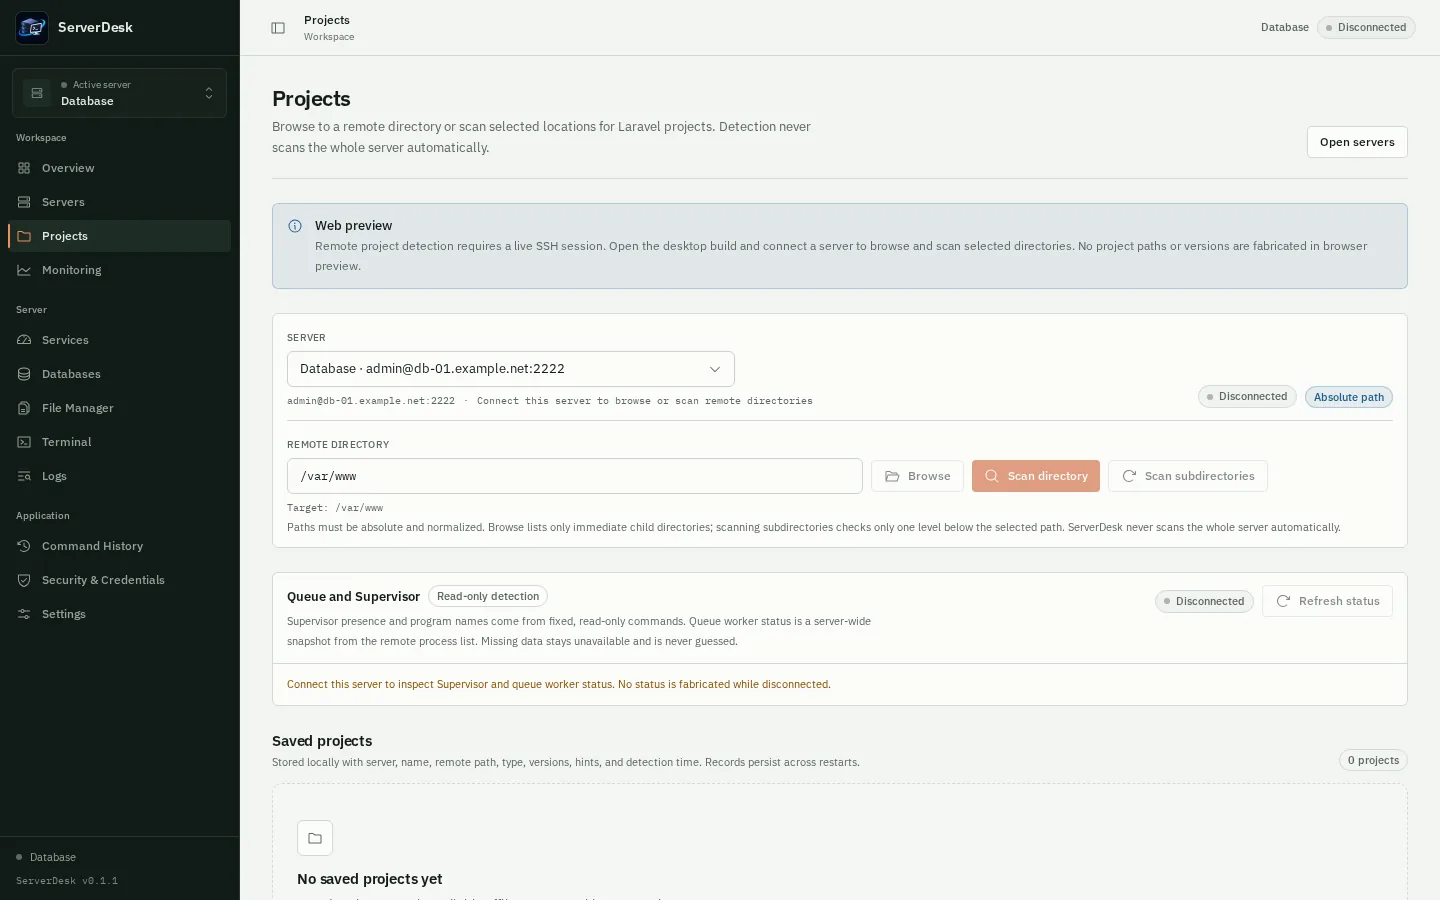 ServerDesk
Active server
Database
Workspace
Overview
Servers
Projects
Monitoring
Server
Services
Databases
File Manager
Terminal
Logs
Application
Command History
Security & Credentials
Settings
Database
ServerDesk v0.1.1
Projects
Workspace
Database
Disconnected
Projects
Browse to a remote directory or scan selected locations for Laravel projects. Detection never
scans the whole server automatically.
Open servers
Web preview
Remote project detection requires a live SSH session. Open the desktop build and connect a server to browse and scan selected directories. No project paths or versions are fabricated in browser
preview.
SERVER
Database · admin@db-01.example.net:2222
admin@db-01.example.net:2222 · Connect this server to browse or scan remote directories
Disconnected
Absolute path
REMOTE DIRECTORY
/var/www
Browse
Scan directory
Scan subdirectories
Target: /var/www
Paths must be absolute and normalized. Browse lists only immediate child directories; scanning subdirectories checks only one level below the selected path. ServerDesk never scans the whole server automatically.
Queue and Supervisor
Read-only detection
Disconnected
Refresh status
Supervisor presence and program names come from fixed, read-only commands. Queue worker status is a server-wide
snapshot from the remote process list. Missing data stays unavailable and is never guessed.
Connect this server to inspect Supervisor and queue worker status. No status is fabricated while disconnected.
Saved projects
Stored locally with server, name, remote path, type, versions, hints, and detection time. Records persist across restarts.
0 projects
No saved projects yet